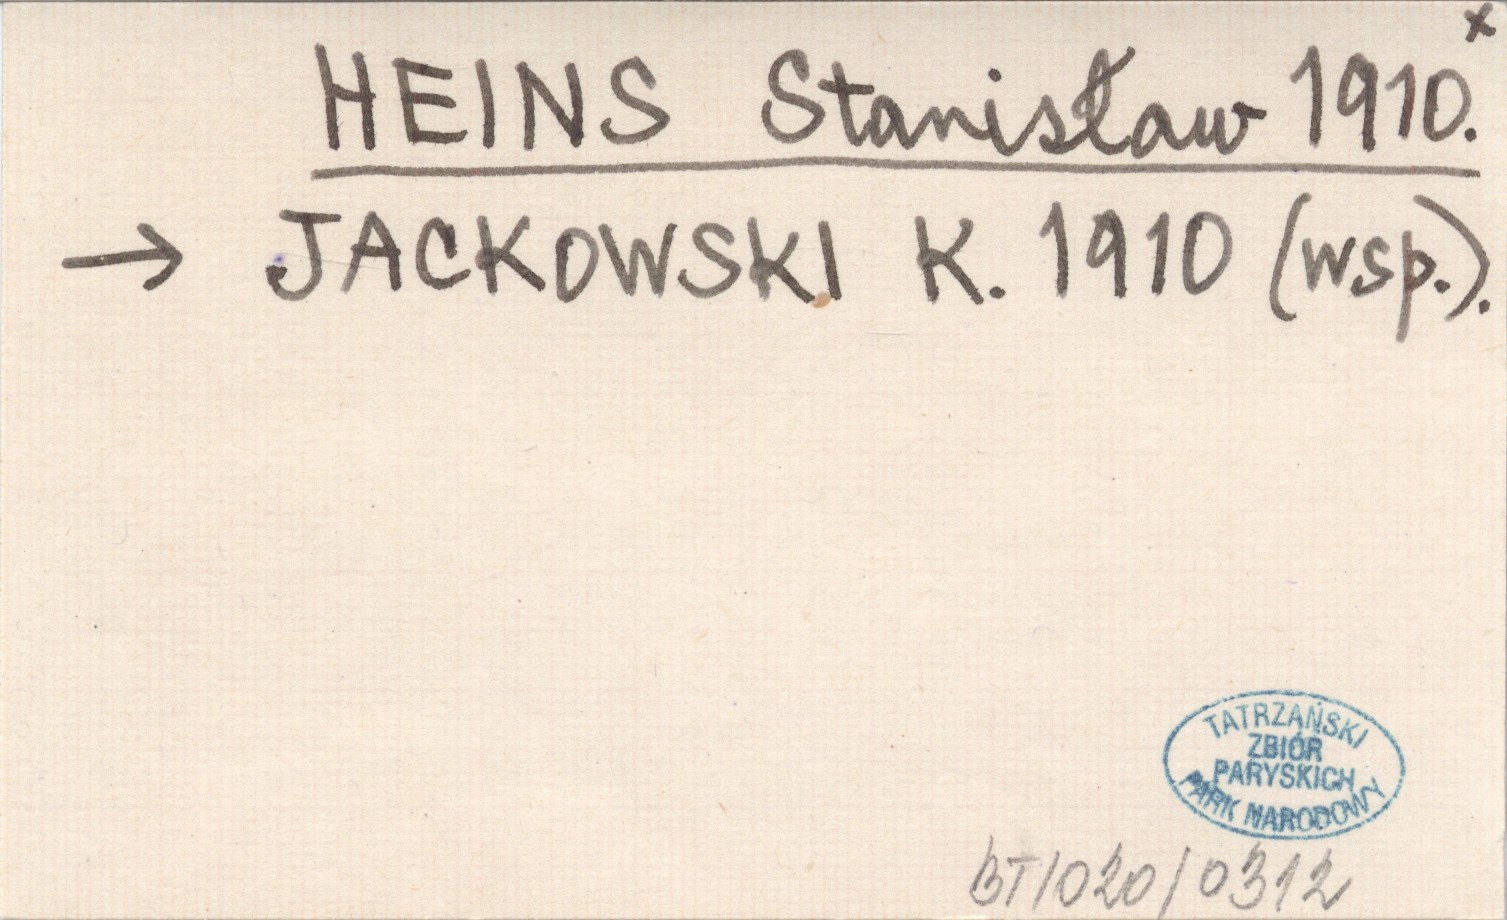 HEINS Stanisław 1910.x
→ JACKOWSKI K. 1910 (wsp.).
TATRZAŃSKI
ZBIÓR
PARYSKICH
PARK NARODOWY
BT/020/0312